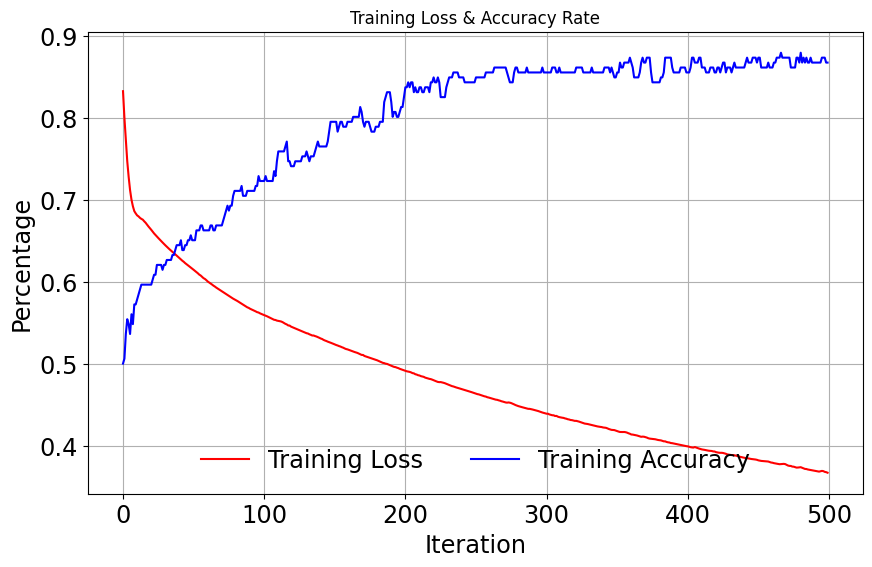 Training Loss & Accuracy Rate
0.9
0.8
0.7
0.6
0.5
0.4
Percentage
Training Loss Training Accuracy
0 100 200 300 400 500
Iteration